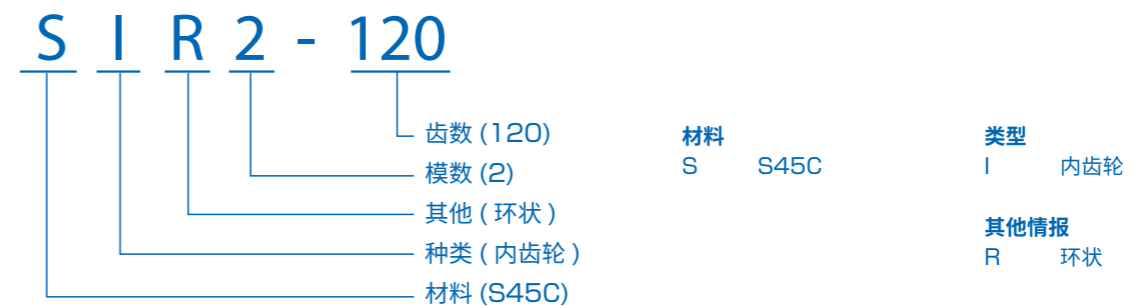 S I R 2 - 120
齿数 (120)
模数 (2)
其他 ( 环状 )
种类 ( 内齿轮 )
材料 (S45C)
材料
S S45C
类型
I 内齿轮
其他情报
R 环状